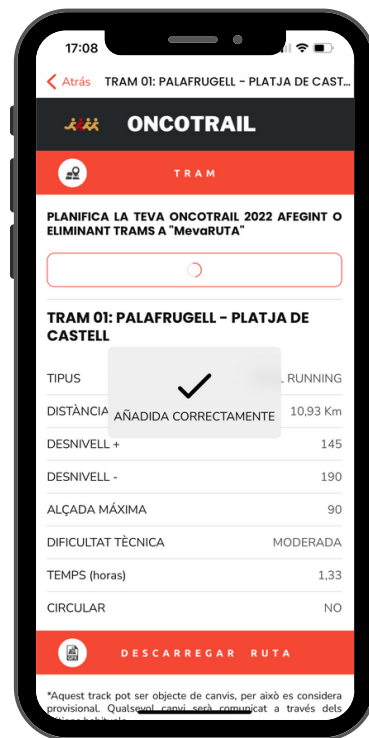 17:08
Atrás TRAM 01: PALAFRUGELL - PLATJA DE CAST...
ONCOTRAIL
TRAM
PLANIFICA LA TEVA ONCOTRAIL 2022 AFEGINT O
ELIMINANT TRAMS A "MevaRUTA"
TRAM 01: PALAFRUGELL - PLATJA DE
CASTELL
TIPUS RUNNING
DISTÀNCIA 10,93 Km
AÑADIDA CORRECTAMENTE
DESNIVELL + 145
DESNIVELL - 190
ALÇADA MÁXIMA 90
DIFICULTAT TÈCNICA MODERADA
TEMPS (horas) 1,33
CIRCULAR NO
DESCARREGAR RUTA
*Aquest track pot ser objecte de canvis, per això es considera
provisional. Qualsevol canvi serà comunicat a través dels